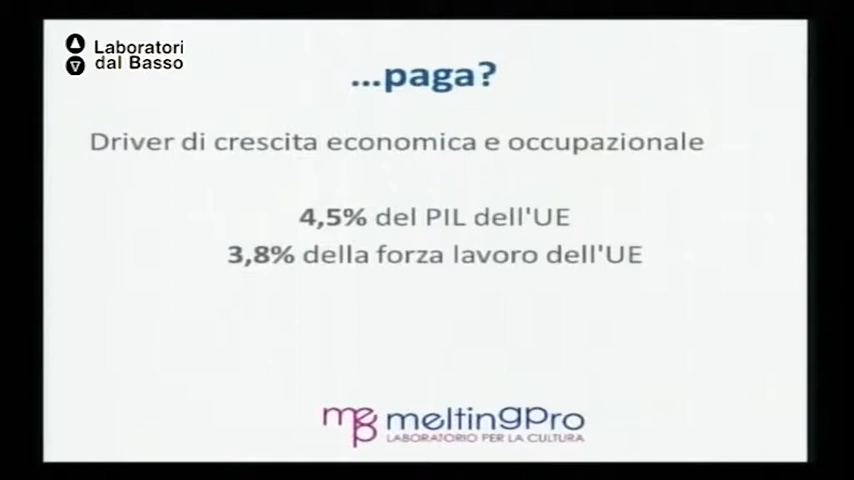 Laboratori
dal Basso
...paga?
Driver di crescita economica e occupazionale
4,5% del PIL dell'UE
3,8% della forza lavoro dell'UE
mep meltingpro
LABORATORIO PER LA CULTURA